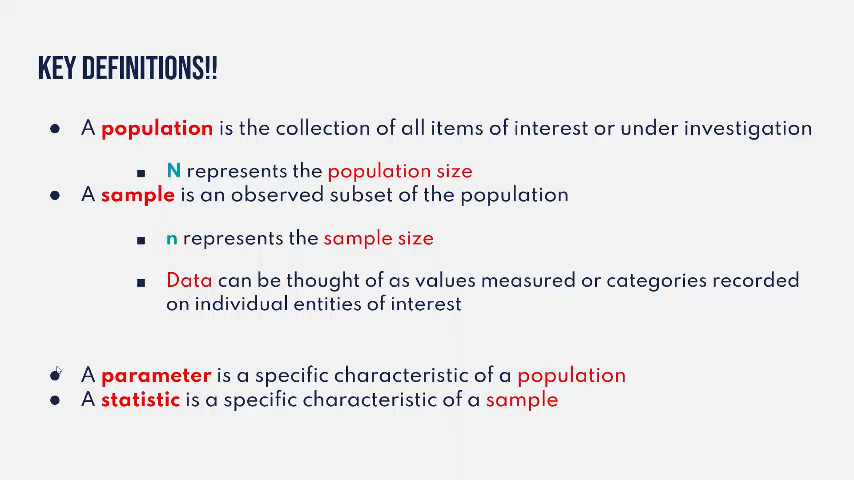 KEY DEFINITIONS!!
● A population is the collection of all items of interest or under investigation
■ N represents the population size
● A sample is an observed subset of the population
■ n represents the sample size
■ Data can be thought of as values measured or categories recorded
on individual entities of interest
● A parameter is a specific characteristic of a population
● A statistic is a specific characteristic of a sample